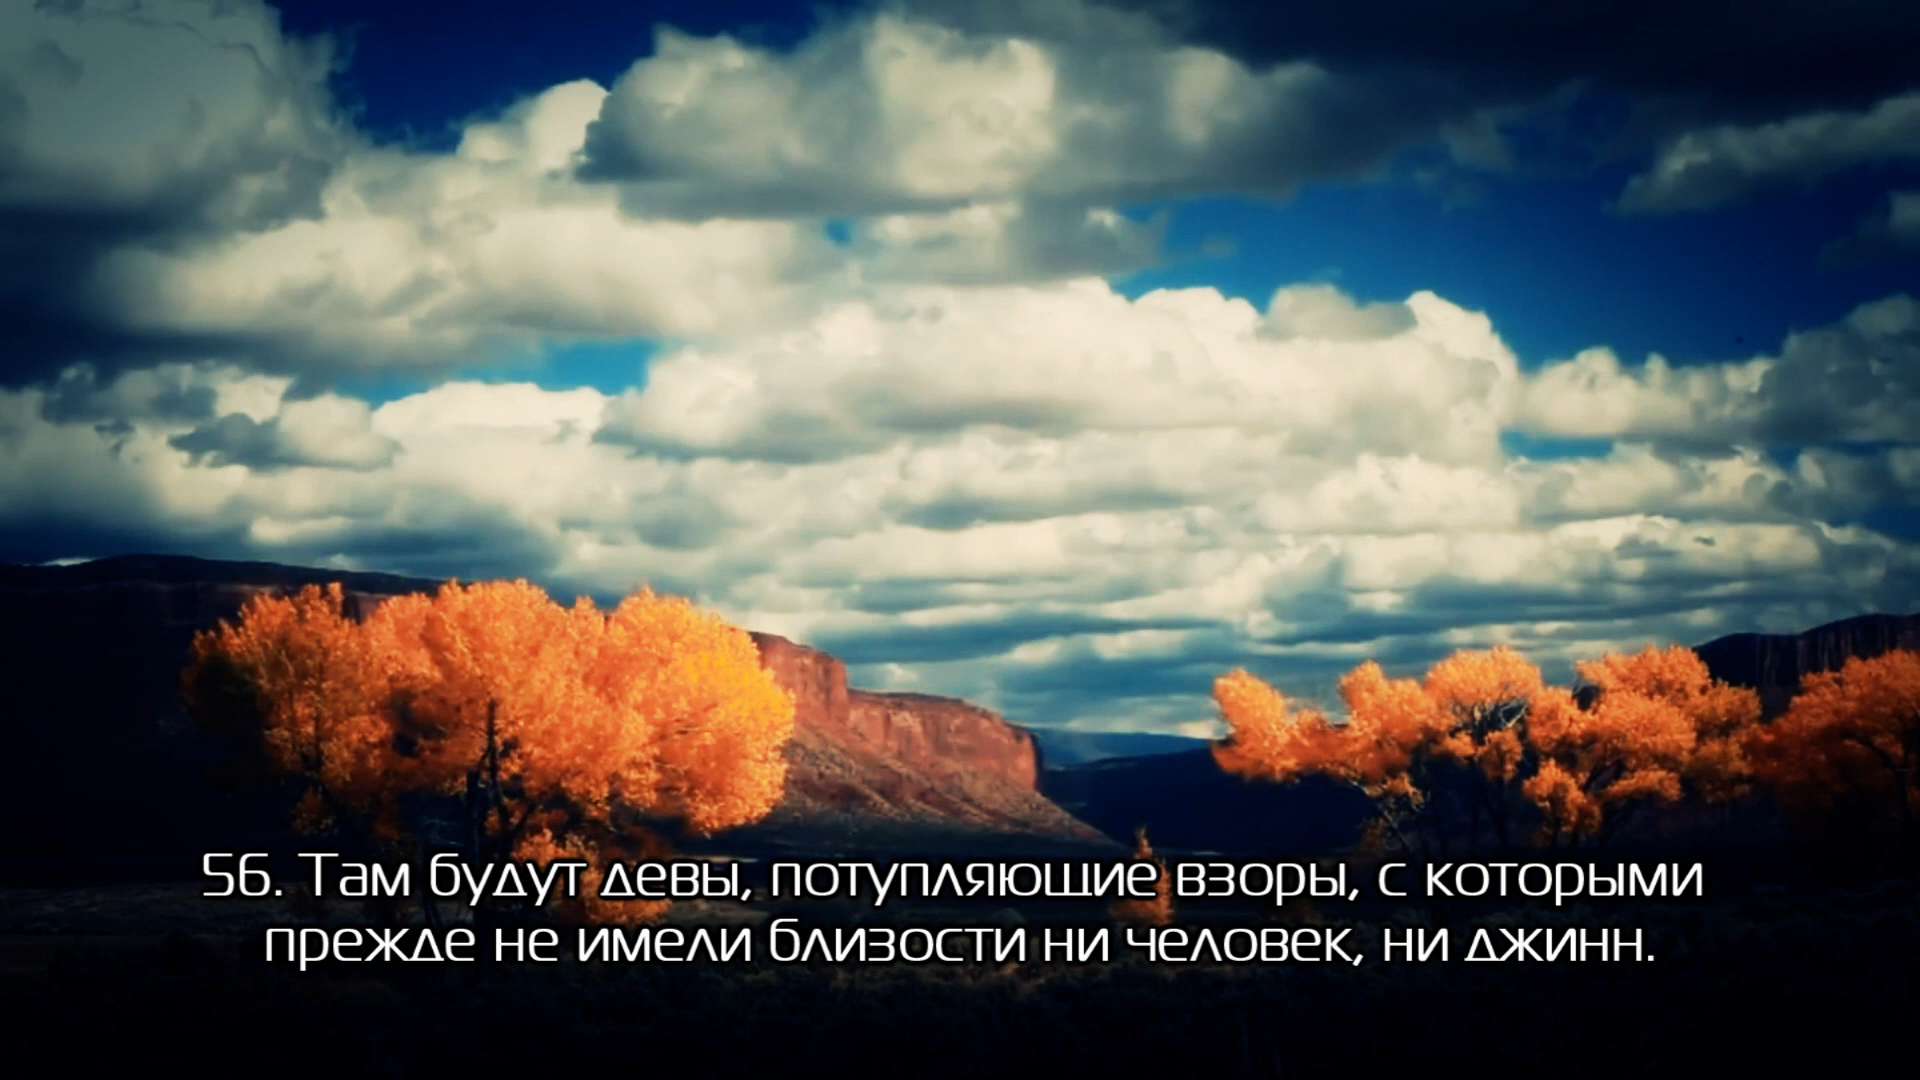 56. Там будут девы, потупляющие взоры, с которыми
прежде не имели близости ни человек, ни джинн.